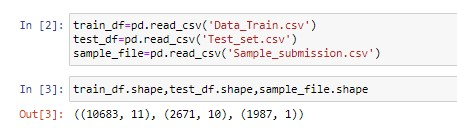 In [2]: train_df=pd.read_csv('Data_Train.csv')
test_df=pd.read_csv('Test_set.csv')
sample_file=pd.read_csv('Sample_submission.csv')
In [3]: train_df.shape,test_df.shape,sample_file.shape
Out[3]: ((10683, 11), (2671, 10), (1987, 1))